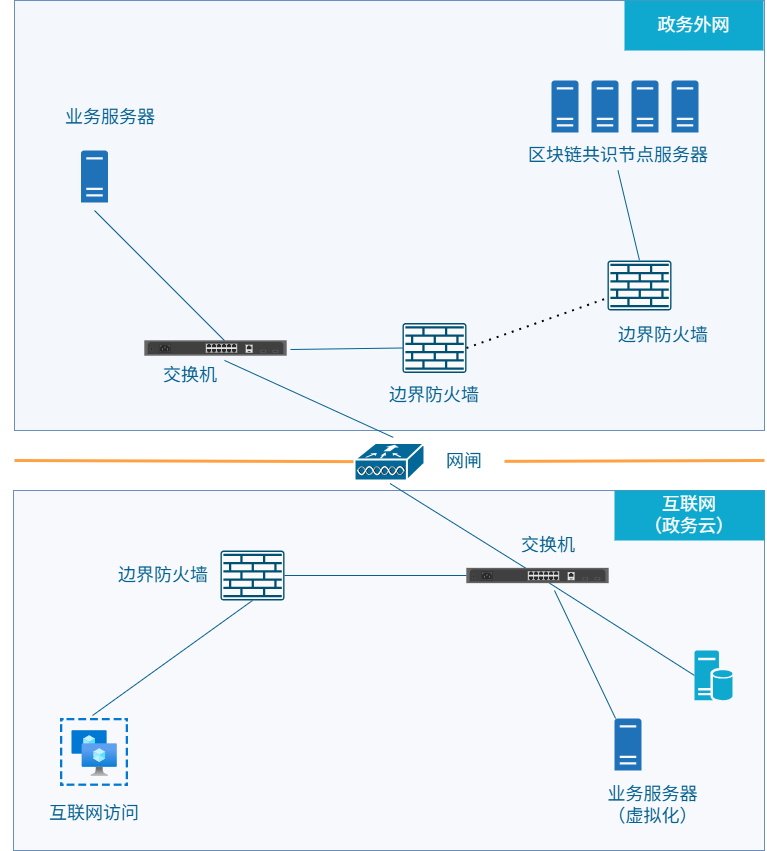 政务外网
业务服务器
区块链共识节点服务器
边界防火墙
交换机
边界防火墙
网闸
互联网
（政务云）
交换机
边界防火墙
业务服务器
（虚拟化）
互联网访问